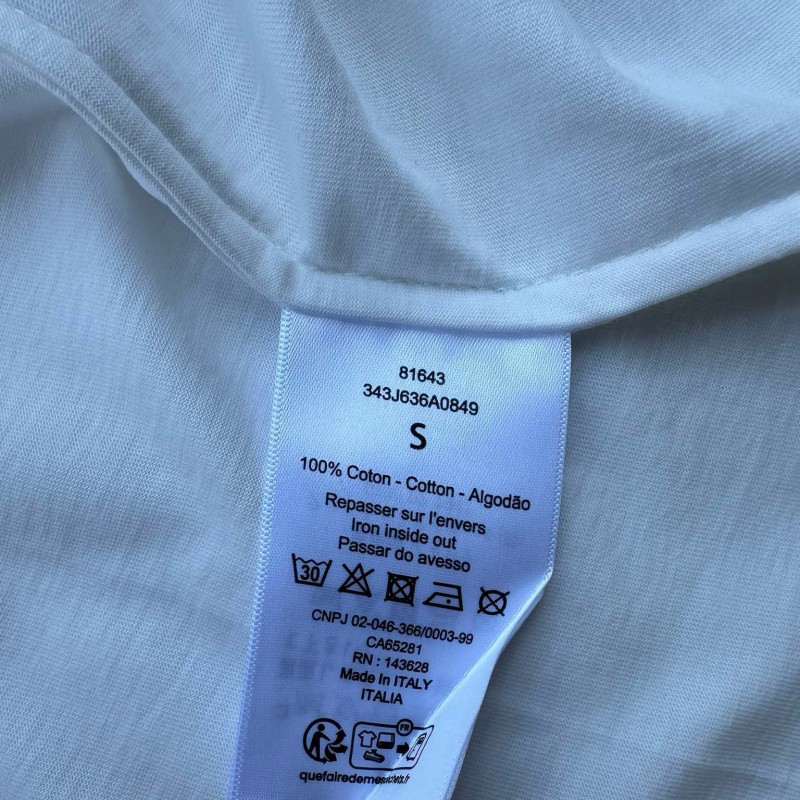 81643
343J636A0849
S
100% Coton - Cotton - Algodão
Repasser sur l'envers
Iron inside out
Passar do avesso
30
CNPJ 02-046-366/0003-99
CA65281
RN : 143628
Made In ITALY
ITALIA
FR